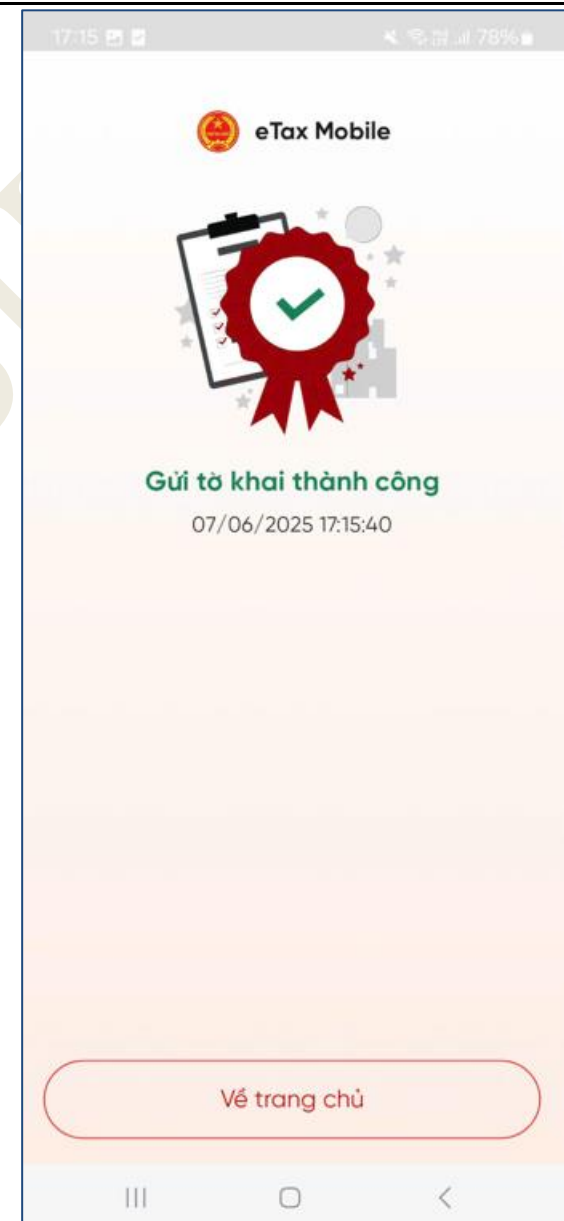 17:15
78%
eTax Mobile
Gửi tờ khai thành công
07/06/2025 17:15:40
Về trang chủ